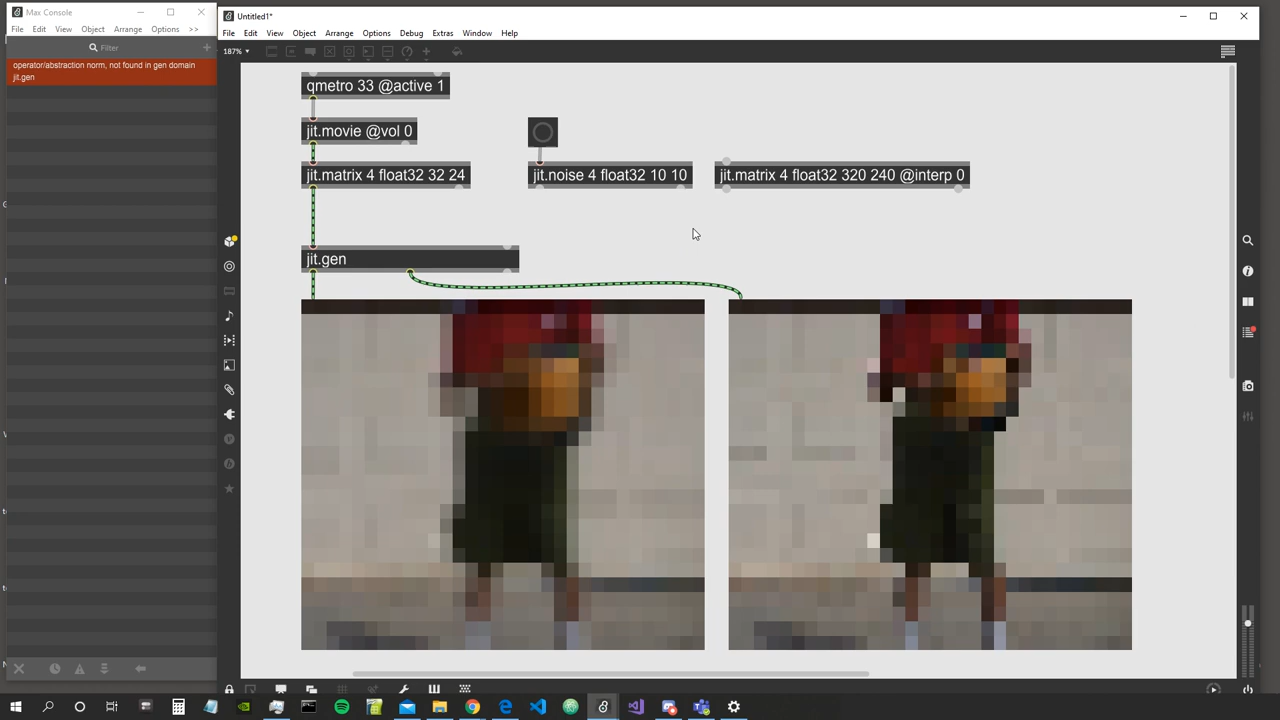 Max Console
File Edit View Object Arrange Options >>
Filter
operator/abstraction norm, not found in gen domain
jit.gen
Untitled1*
File Edit View Object Arrange Options Debug Extras Window Help
187%
qmetro 33 @active 1
jit.movie @vol 0
jit.matrix 4 float32 32 24
jit.noise 4 float32 10 10
jit.matrix 4 float32 320 240 @interp 0
jit.gen